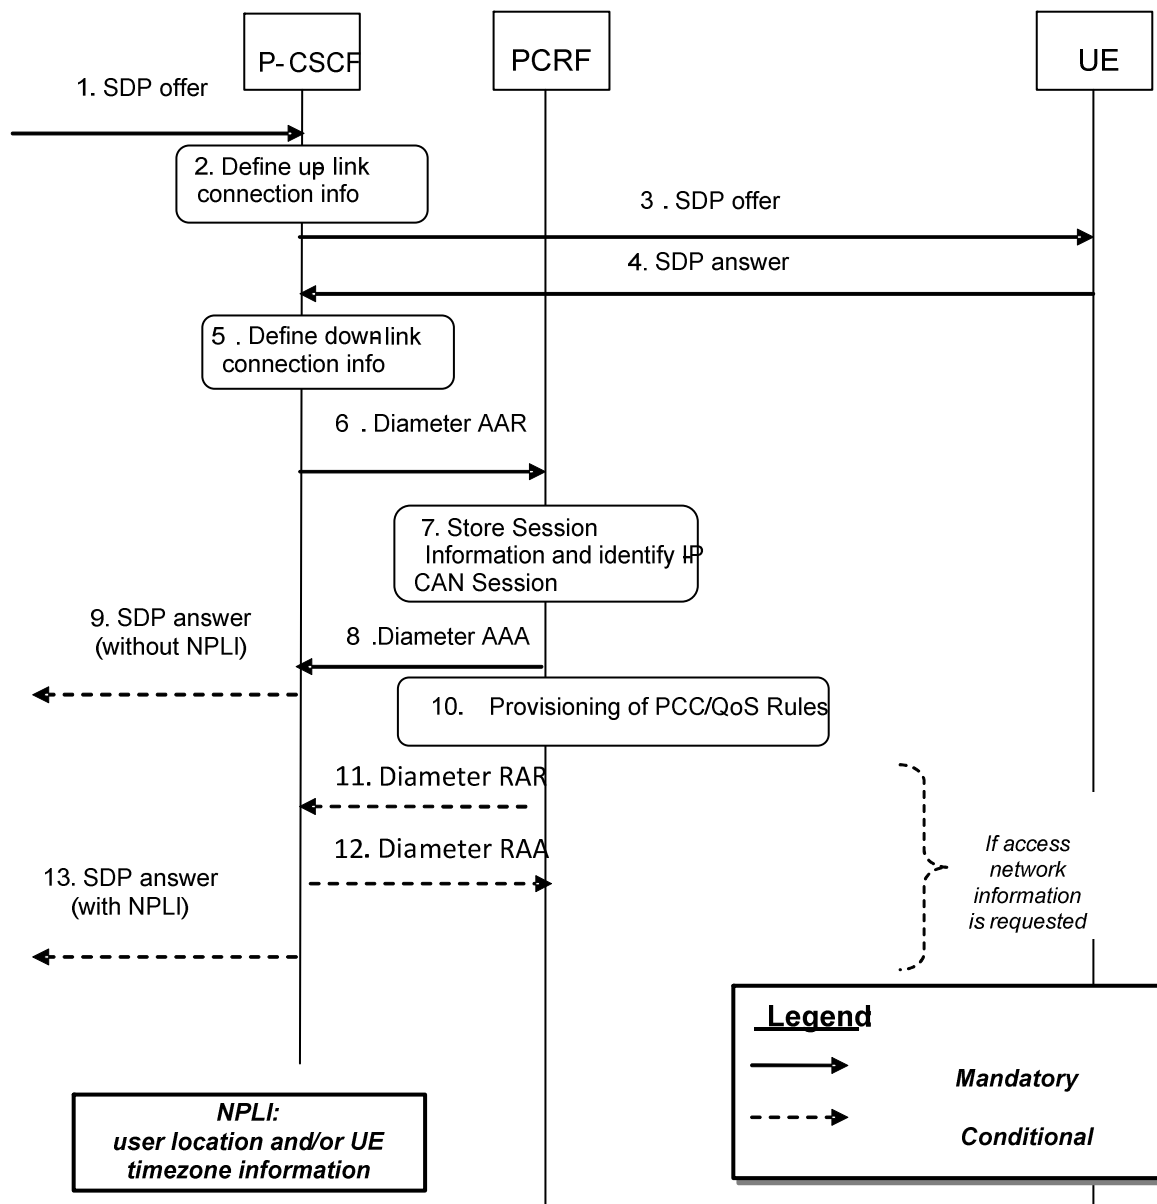 P-CSCF
PCRF
UE
1. SDP offer
2. Define up-link
connection info
3 . SDP offer
4. SDP answer
5 . Define down-link
connection info
6 . Diameter AAR
7. Store Session
Information and identify IP-
CAN Session
9. SDP answer
(without NPLI)
8 .Diameter AAA
10. Provisioning of PCC/QoS Rules
11. Diameter RAR
12. Diameter RAA
13. SDP answer
(with NPLI)
If access
network
information
is requested
Legend:
Mandatory
Conditional
NPLI:
user location and/or UE
timezone information